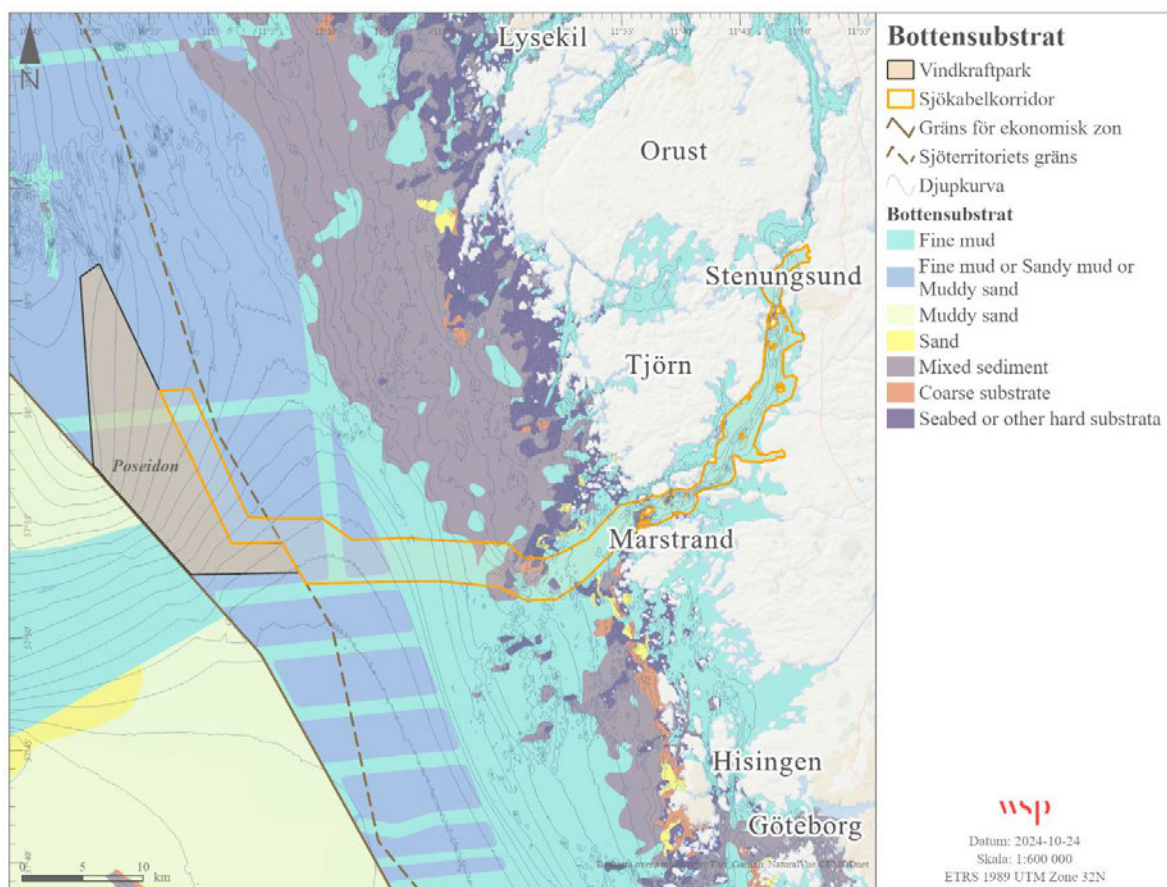 Lysekil
Orust
Stenungsund
Tjörn
Poseidon
Marstrand
Hisingen
Göteborg
N
0 5 10 km
Bottensubstrat
Vindkraftpark
Sjökabelkorridor
Gräns för ekonomisk zon
Sjöterritoriets gräns
Djupkurva
Bottensubstrat
Fine mud
Fine mud or Sandy mud or
Muddy sand
Muddy sand
Sand
Mixed sediment
Coarse substrate
Seabed or other hard substrata
wsp
Datum: 2024-10-24
Skala: 1:600 000
ETRS 1989 UTM Zone 32N